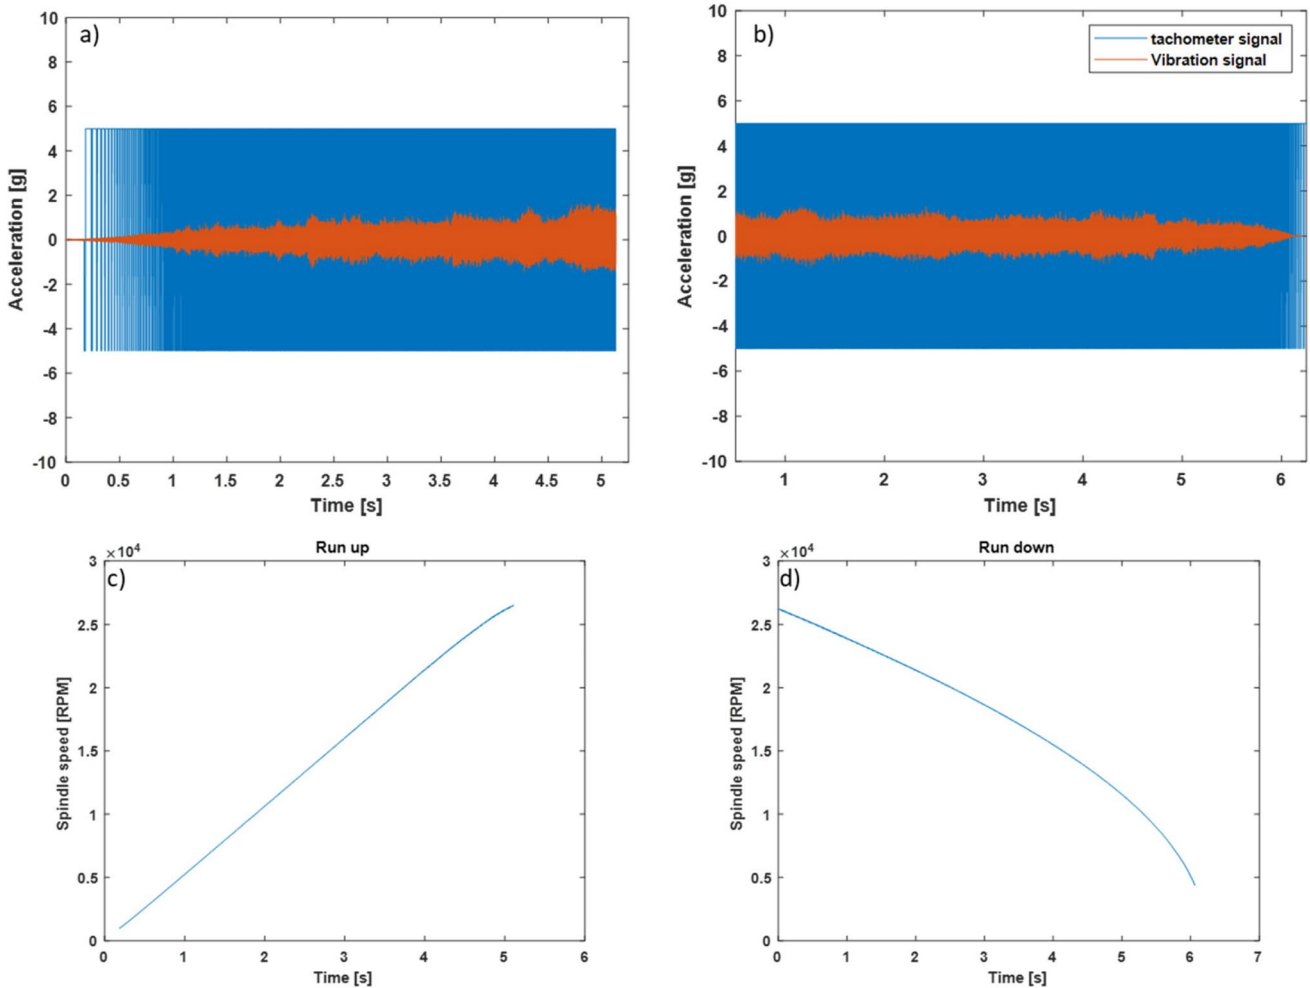 a)
10
8
6
4
2
0
-2
-4
-6
-8
-10
Acceleration [g]
0 0.5 1 1.5 2 2.5 3 3.5 4 4.5 5
Time [s]
b)
tachometer signal
Vibration signal
10
8
6
4
2
0
-2
-4
-6
-8
-10
Acceleration [g]
1 2 3 4 5 6
Time [s]
Run up
×10⁴
c)
3
2.5
2
1.5
1
0.5
0
Spindle speed [RPM]
0 1 2 3 4 5 6
Time [s]
Run down
×10⁴
d)
3
2.5
2
1.5
1
0.5
0
Spindle speed [RPM]
0 1 2 3 4 5 6 7
Time [s]